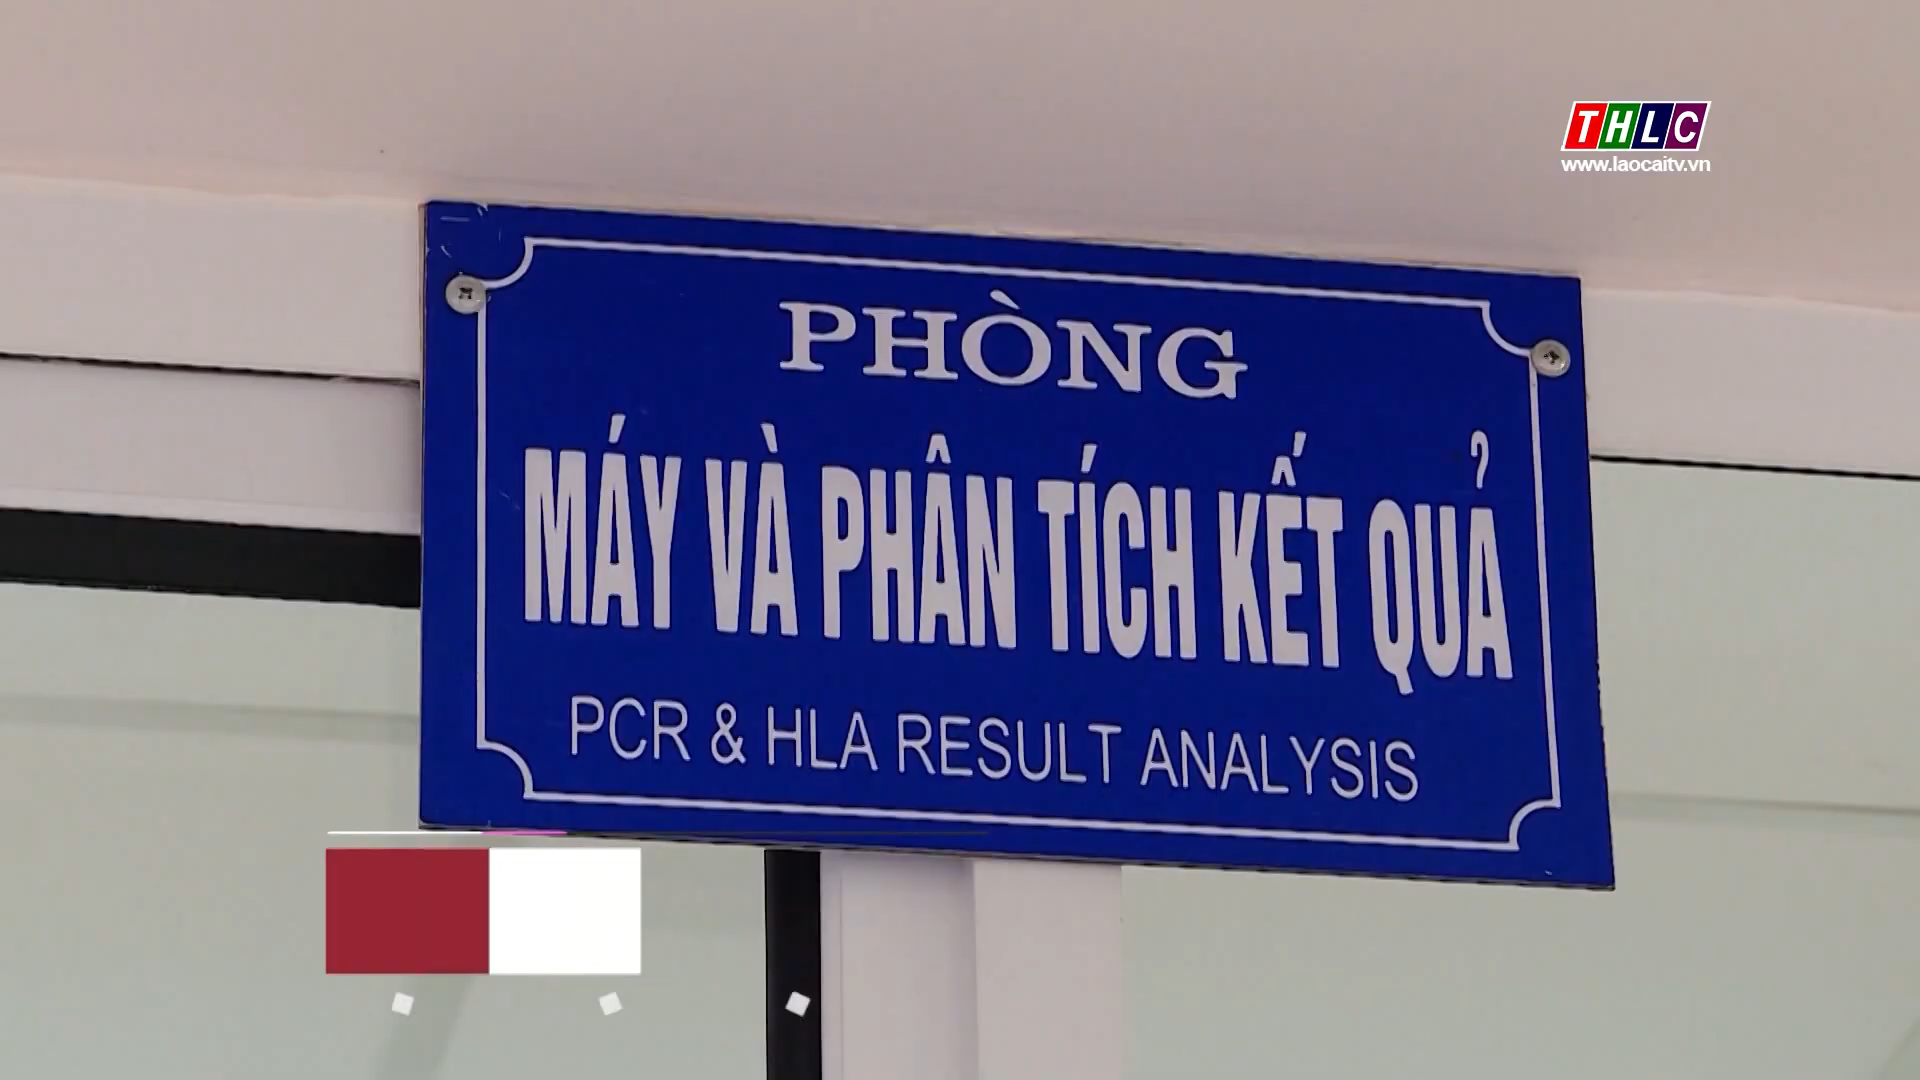 THLC
www.laocaitv.vn
PHÒNG
MÁY VÀ PHÂN TÍCH KẾT QUẢ
PCR & HLA RESULT ANALYSIS